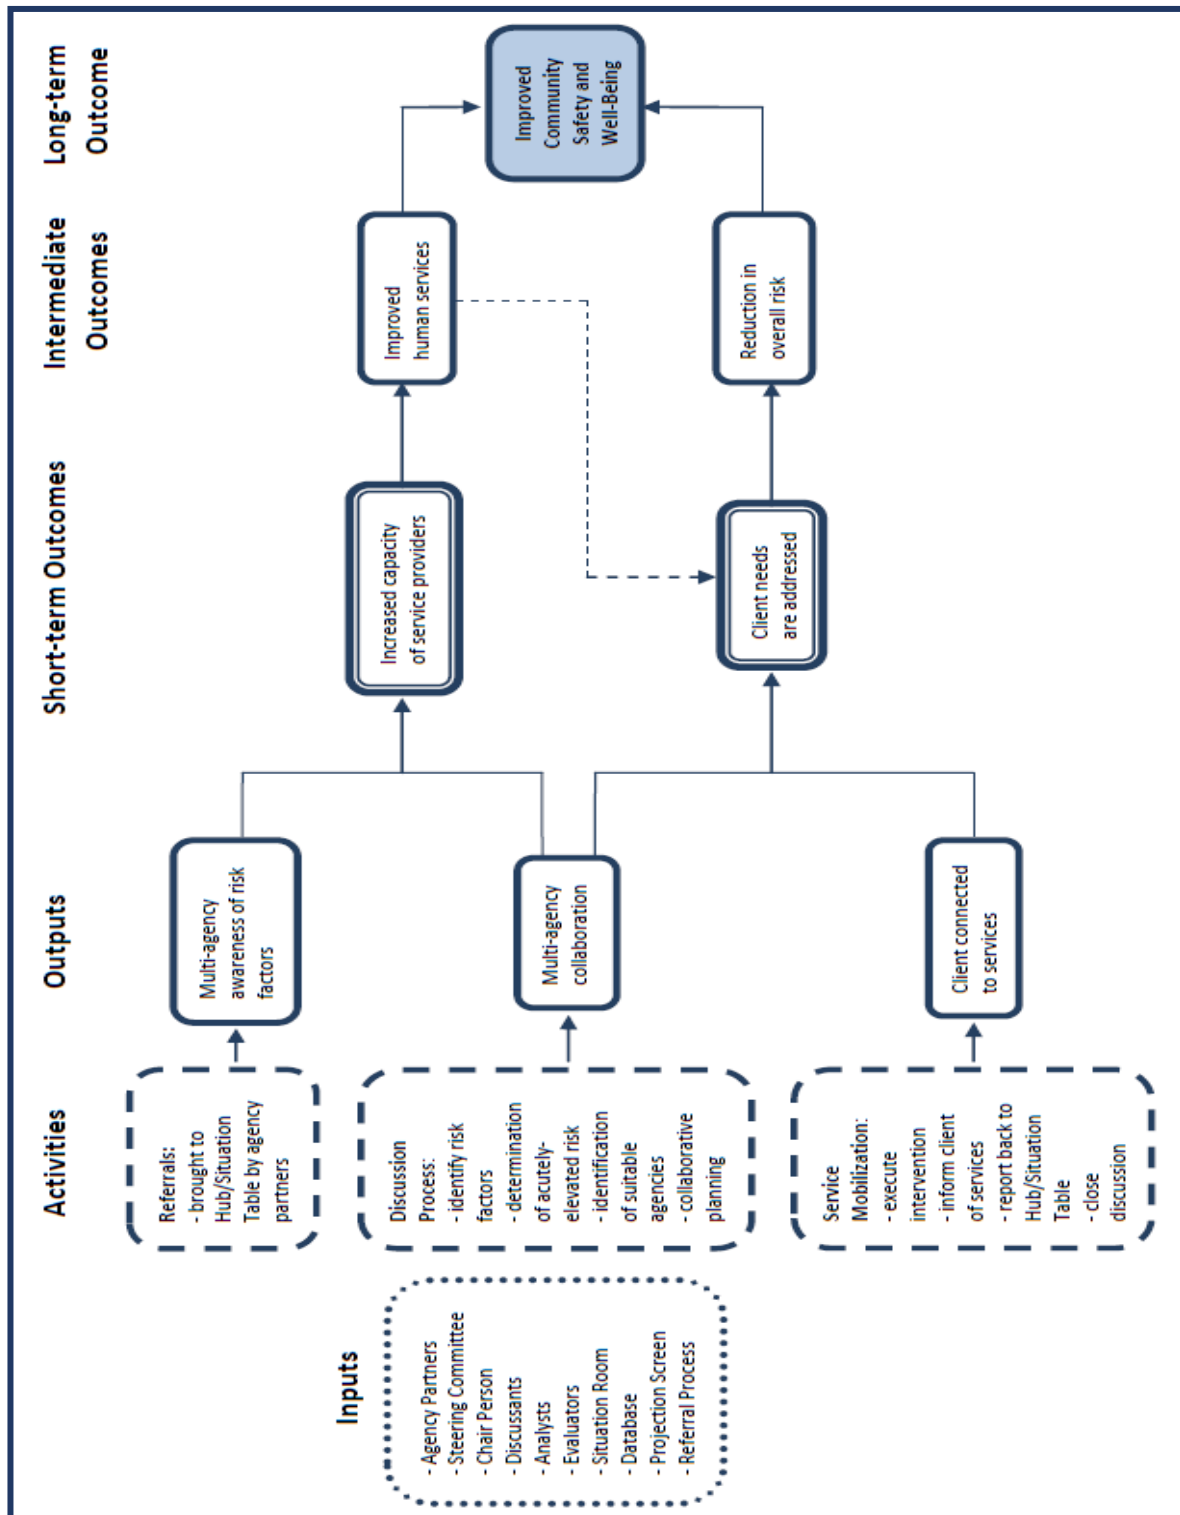 Inputs
- Agency Partners
- Steering Committee
- Chair Person
- Discussants
- Analysts
- Evaluators
- Situation Room
- Database
- Projection Screen
- Referral Process
Activities
Referrals:
- brought to
Hub/Situation
Table by agency
partners
Discussion
Process:
- identify risk
factors
- determination
of acutely-
elevated risk
- identification
of suitable
agencies
- collaborative
planning
Service
Mobilization:
- execute
intervention
- inform client
of services
- report back to
Hub/Situation
Table
- close
discussion
Outputs
Multi-agency
awareness of risk
factors
Multi-agency
collaboration
Client connected
to services
Short-term Outcomes
Increased capacity
of service providers
Client needs
are addressed
Intermediate
Outcomes
Improved
human services
Reduction in
overall risk
Long-term
Outcome
Improved
Community
Safety and
Well-Being